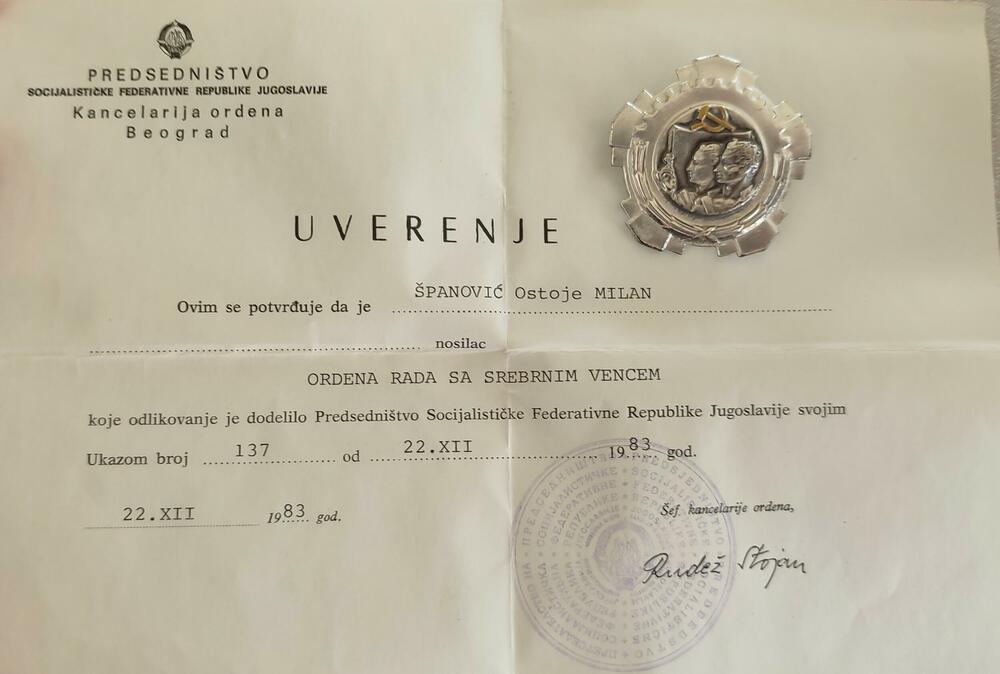 PREDSEDNIŠTVO
SOCIJALISTIČKE FEDERATIVNE REPUBLIKE JUGOSLAVIJE
Kancelarija ordena
Beograd
UVERENJE
Ovim se potvrđuje da je ŠPANOVIĆ Ostoje MILAN
nosilac
ORDENA RADA SA SREBRNIM VENCEM
koje odlikovanje je dodelilo Predsedništvo Socijalističke Federativne Republike Jugoslavije svojim
Ukazom broj 137 od 22.XII 1983 god.
22.XII 1983 god.
Šef kancelarije ordena,
Rudež Stojan